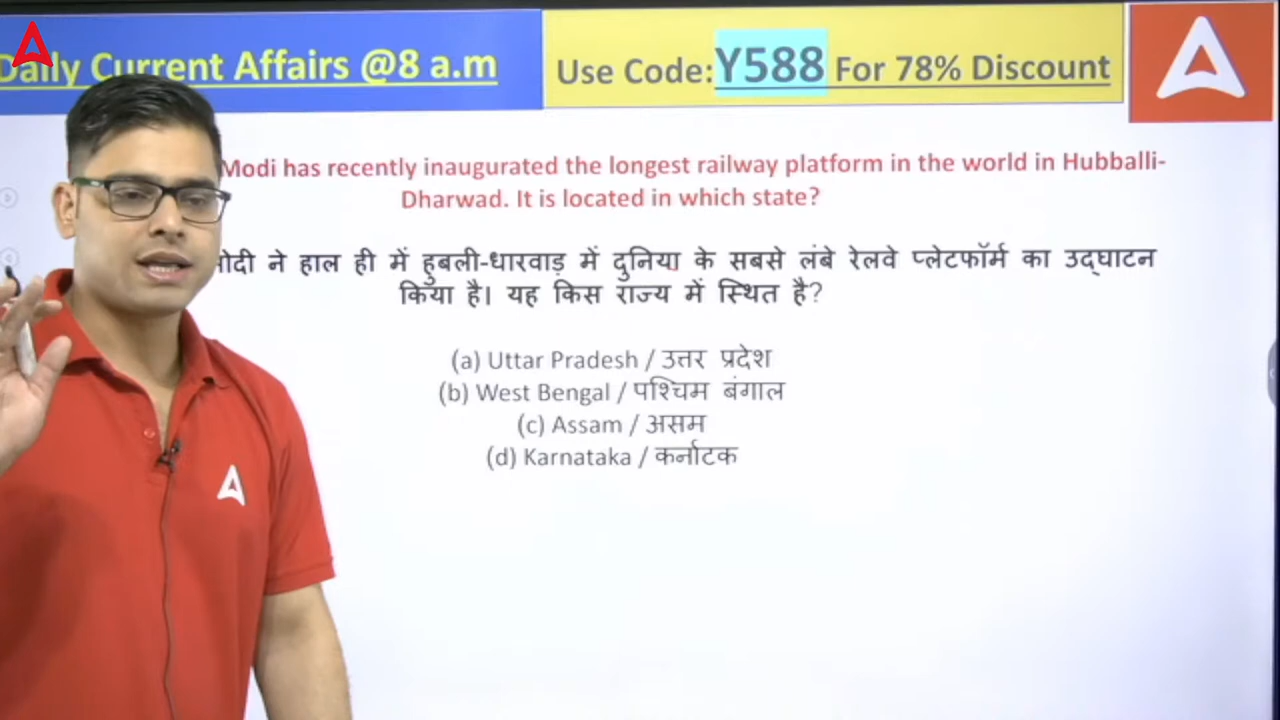 Daily Current Affairs @8 a.m
Use Code:Y588 For 78% Discount
Modi has recently inaugurated the longest railway platform in the world in Hubballi-
Dharwad. It is located in which state?
ने हाल ही में हुबली-धारवाड़ में दुनिया के सबसे लंबे रेलवे प्लेटफॉर्म का उद्घाटन
किया है। यह किस राज्य में स्थित है?
(a) Uttar Pradesh / उत्तर प्रदेश
(b) West Bengal / पश्चिम बंगाल
(c) Assam / असम
(d) Karnataka / कर्नाटक